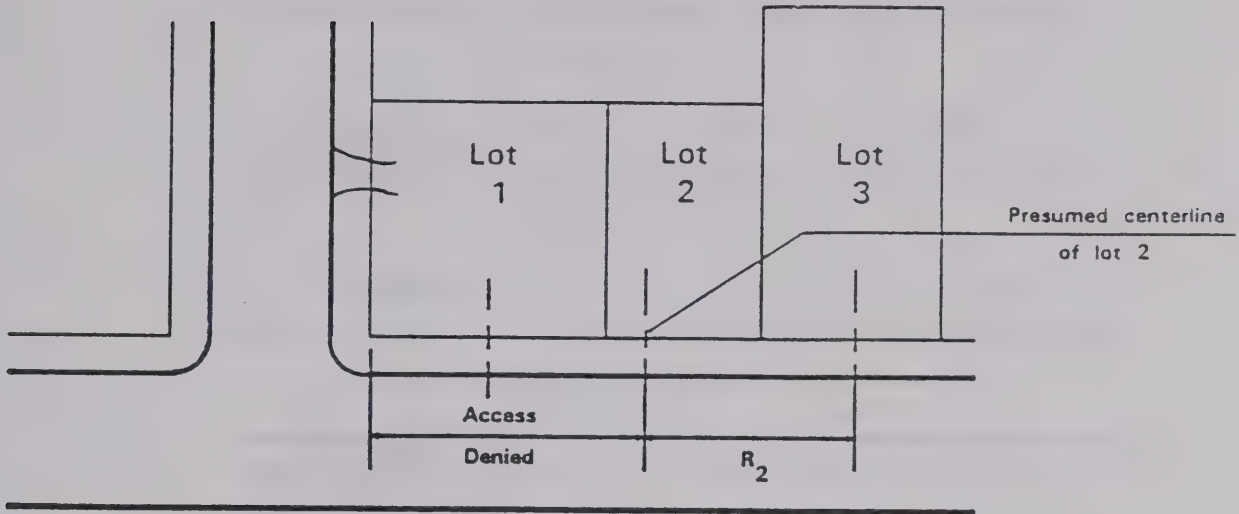 Lot
1
Lot
2
Lot
3
Presumed centerline
of lot 2
Access
Denied
R2